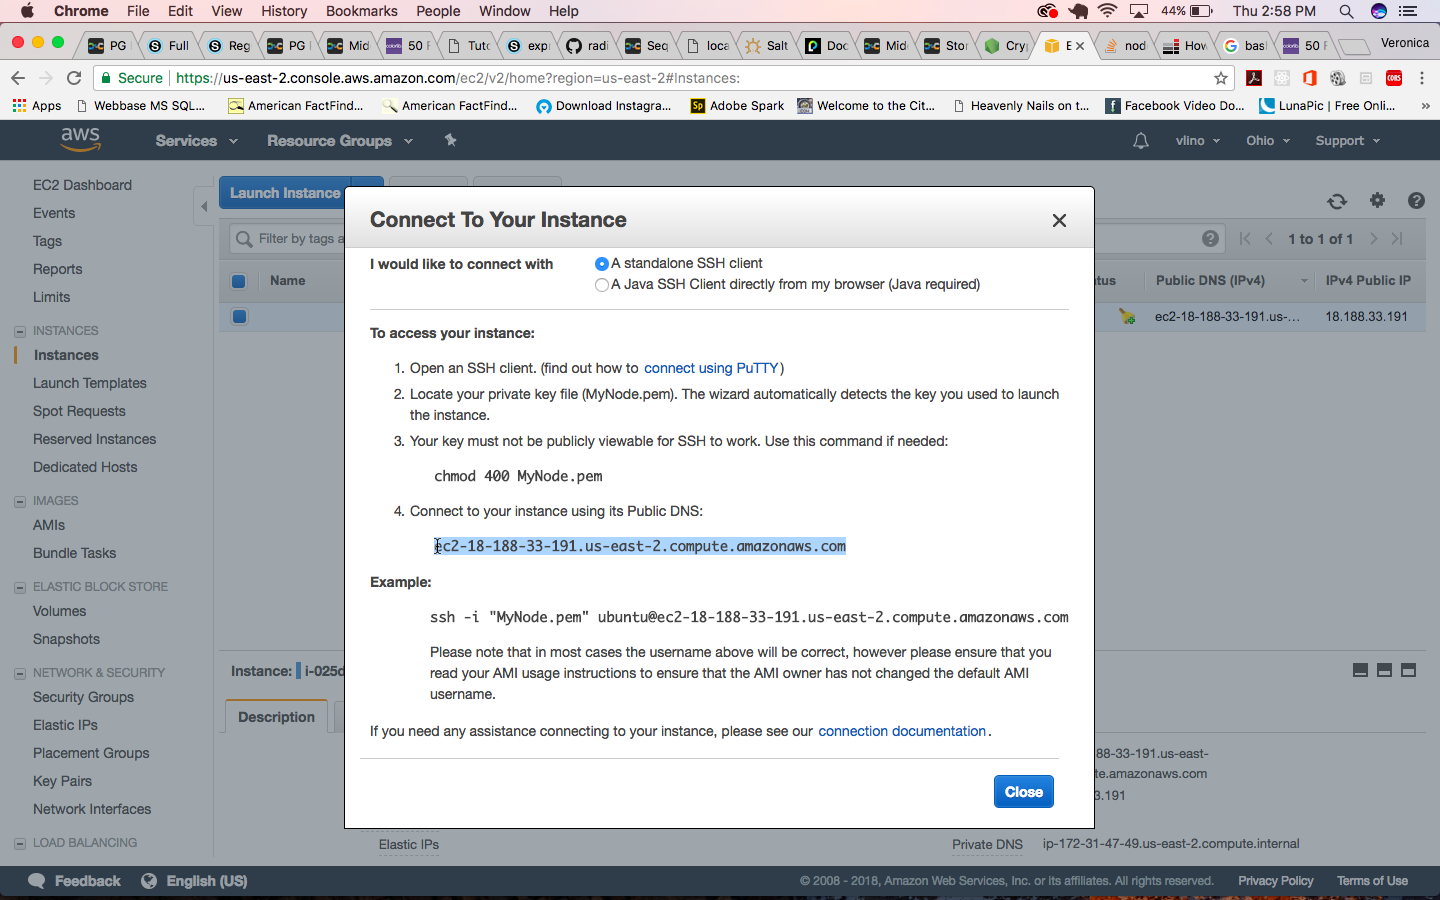 Chrome File Edit View History Bookmarks People Window Help 44% Thu 2:58 PM
PG Full Reg PG Mid 50 F Tuto exp radi Seq loca Salt Doc Mid Stor Cry E nod How basl 50 F Veronica
Secure https://us-east-2.console.aws.amazon.com/ec2/v2/home?region=us-east-2#Instances:
Apps Webbase MS SQL... American FactFind... American FactFind... Download Instagra... Adobe Spark Welcome to the Cit... Heavenly Nails on t... Facebook Video Do... LunaPic | Free Onli... »
aws Services Resource Groups vlino Ohio Support
EC2 Dashboard
Events
Tags
Reports
Limits
INSTANCES
Instances
Launch Templates
Spot Requests
Reserved Instances
Dedicated Hosts
IMAGES
AMIs
Bundle Tasks
ELASTIC BLOCK STORE
Volumes
Snapshots
NETWORK & SECURITY
Security Groups
Elastic IPs
Placement Groups
Key Pairs
Network Interfaces
LOAD BALANCING
Launch Instance
Filter by tags a
1 to 1 of 1
Name tus Public DNS (IPv4) IPv4 Public IP
ec2-18-188-33-191.us-... 18.188.33.191
Connect To Your Instance
I would like to connect with
A standalone SSH client
A Java SSH Client directly from my browser (Java required)
To access your instance:
1. Open an SSH client. (find out how to connect using PuTTY)
2. Locate your private key file (MyNode.pem). The wizard automatically detects the key you used to launch
the instance.
3. Your key must not be publicly viewable for SSH to work. Use this command if needed:
chmod 400 MyNode.pem
4. Connect to your instance using its Public DNS:
ec2-18-188-33-191.us-east-2.compute.amazonaws.com
Example:
ssh -i "MyNode.pem" ubuntu@ec2-18-188-33-191.us-east-2.compute.amazonaws.com
Please note that in most cases the username above will be correct, however please ensure that you
read your AMI usage instructions to ensure that the AMI owner has not changed the default AMI
username.
If you need any assistance connecting to your instance, please see our connection documentation.
Close
Instance: i-025d
Description
88-33-191.us-east-
te.amazonaws.com
3.191
Elastic IPs
Private DNS ip-172-31-47-49.us-east-2.compute.internal
Feedback English (US) © 2008 - 2018, Amazon Web Services, Inc. or its affiliates. All rights reserved. Privacy Policy Terms of Use